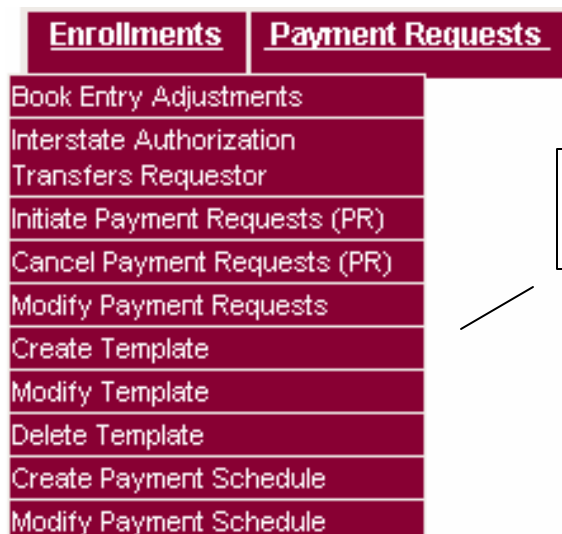 Enrollments Payment Requests
Book Entry Adjustments
Interstate Authorization
Transfers Requestor
Initiate Payment Requests (PR)
Cancel Payment Requests (PR)
Modify Payment Requests
Create Template
Modify Template
Delete Template
Create Payment Schedule
Modify Payment Schedule